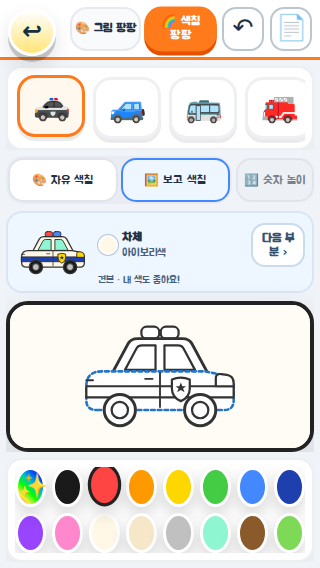 🎨 그림 팡팡
🌈 색칠
팡팡
🎨 자유 색칠
🖼️ 보고 색칠
🔢 숫자 놀이
차체
아이보라색
다음 부
분 ›
견본 · 내 색도 좋아요!